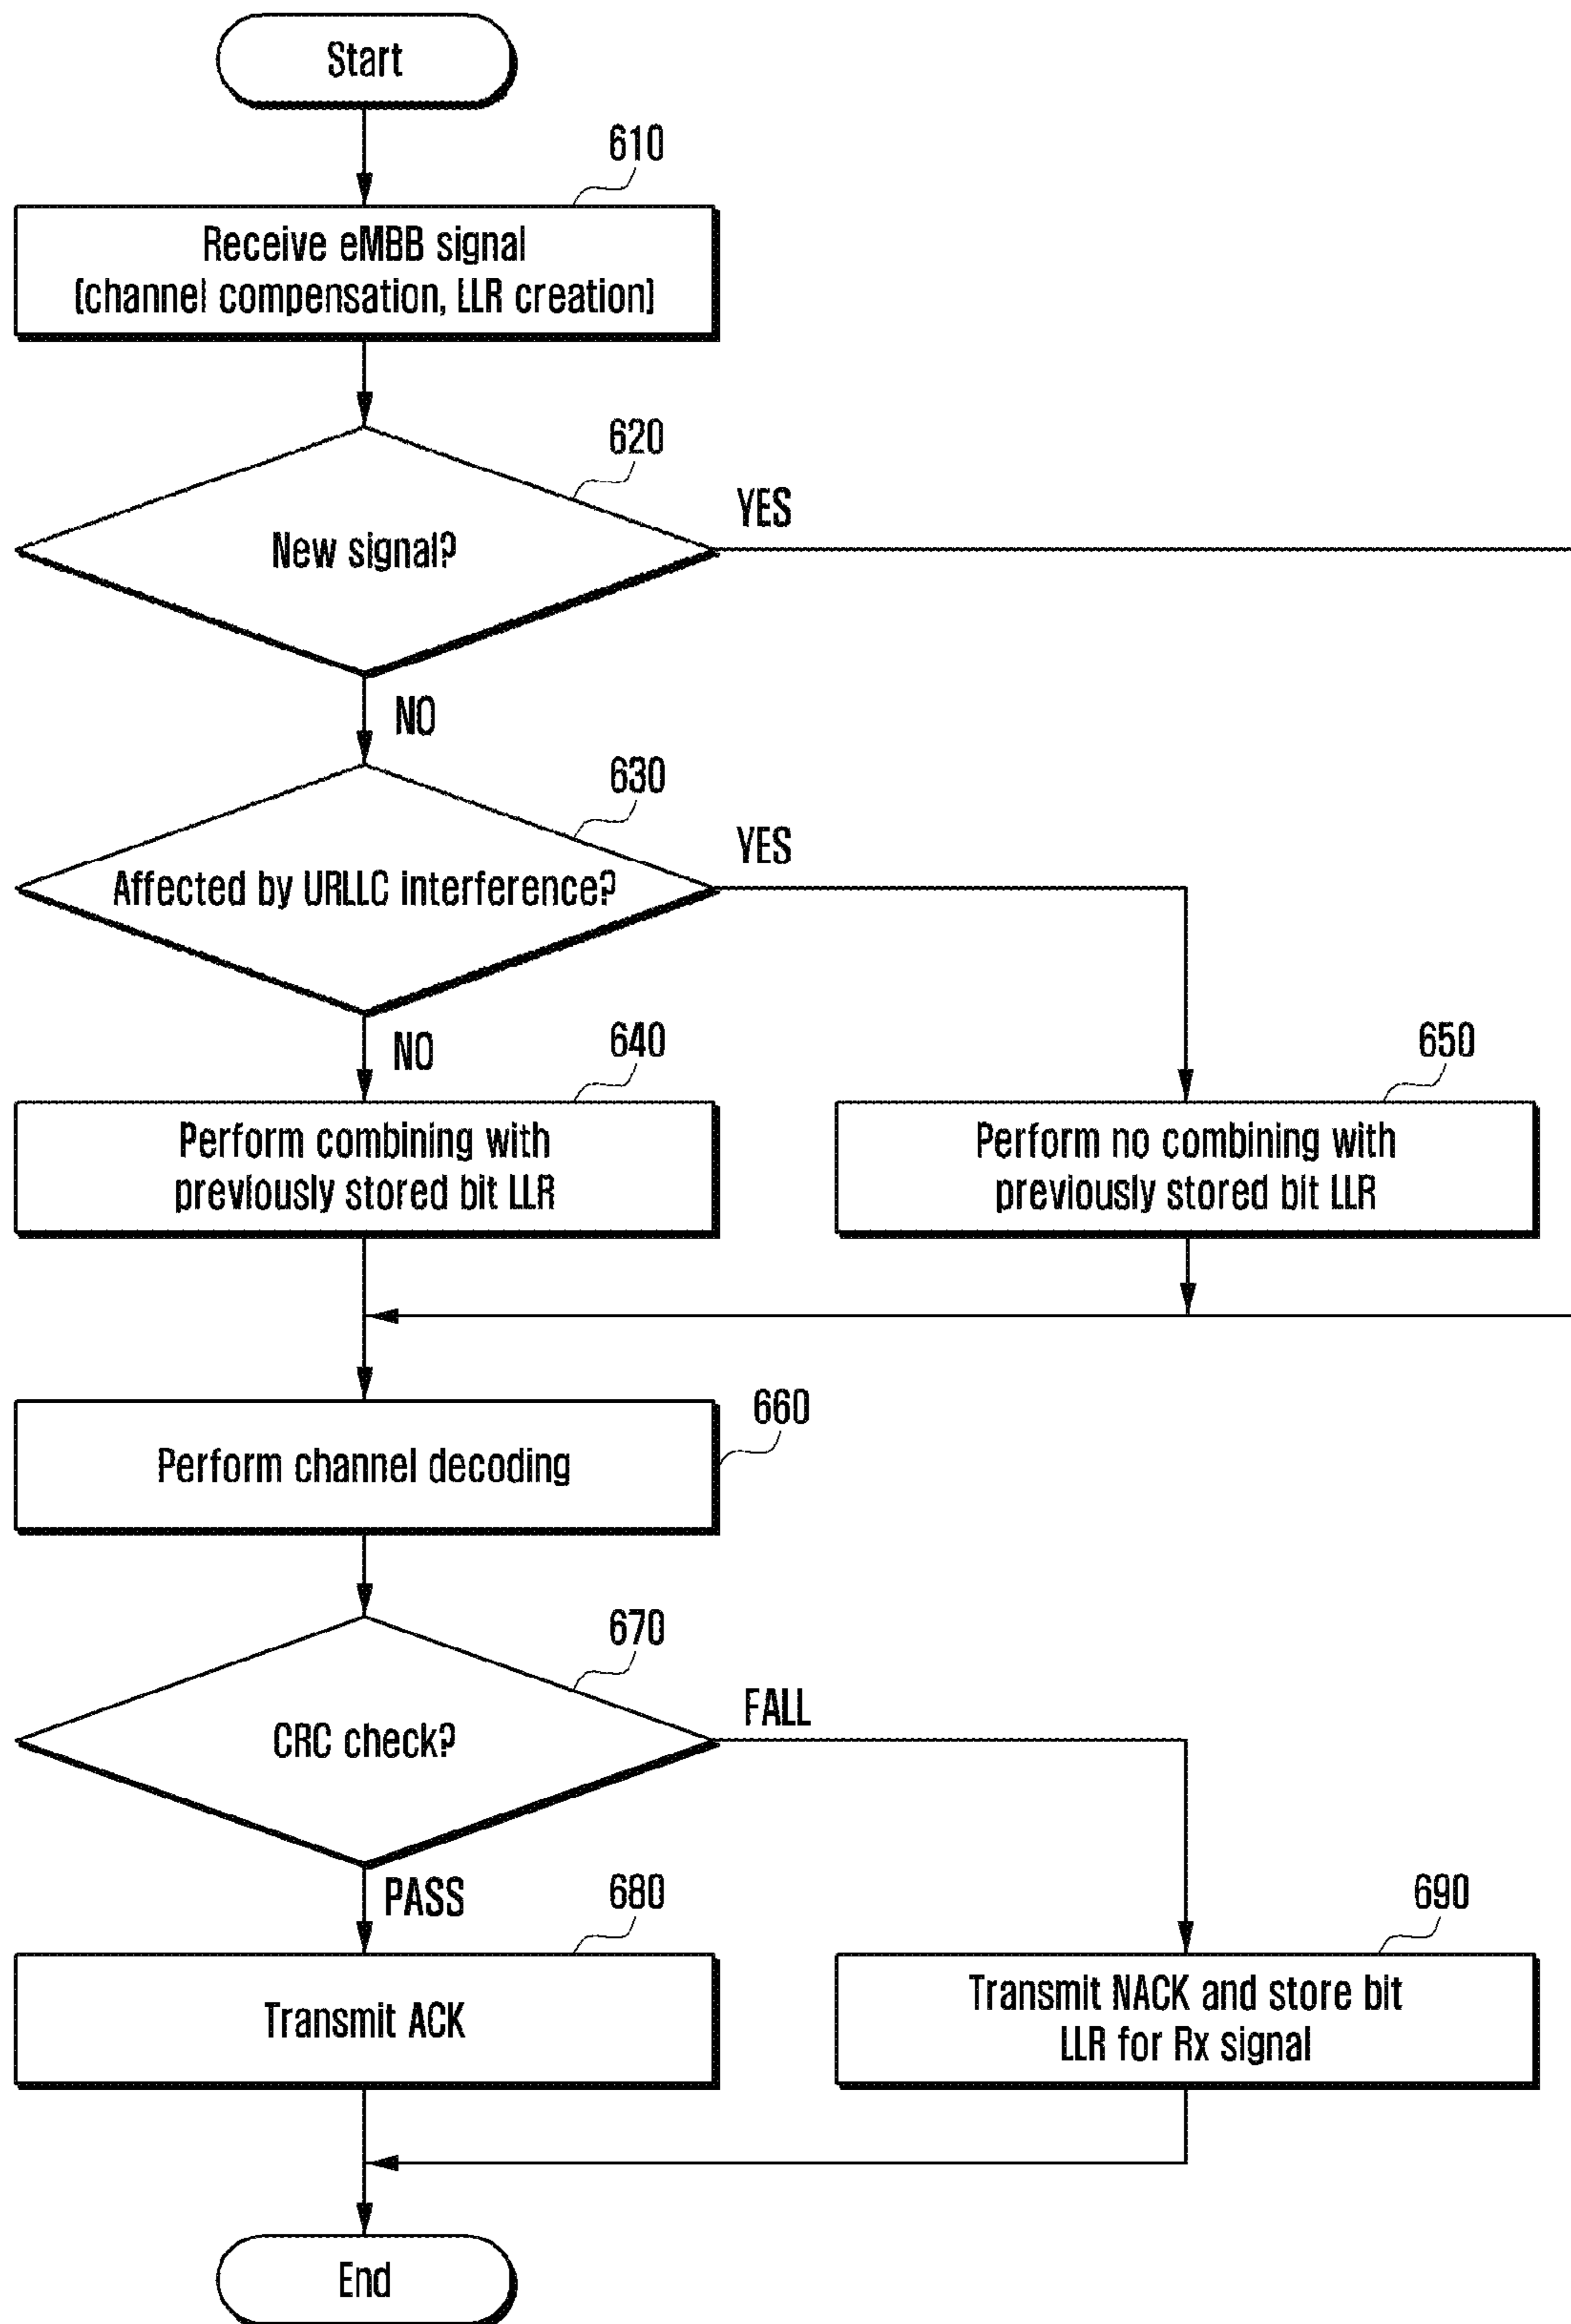 Start
610
Receive eMBB signal
(channel compensation, LLR creation)
620
New signal?
YES
NO
630
Affected by URLLC interference?
YES
NO
640
Perform combining with
previously stored bit LLR
650
Perform no combining with
previously stored bit LLR
660
Perform channel decoding
670
CRC check?
FALL
PASS
680
Transmit ACK
690
Transmit NACK and store bit
LLR for Rx signal
End